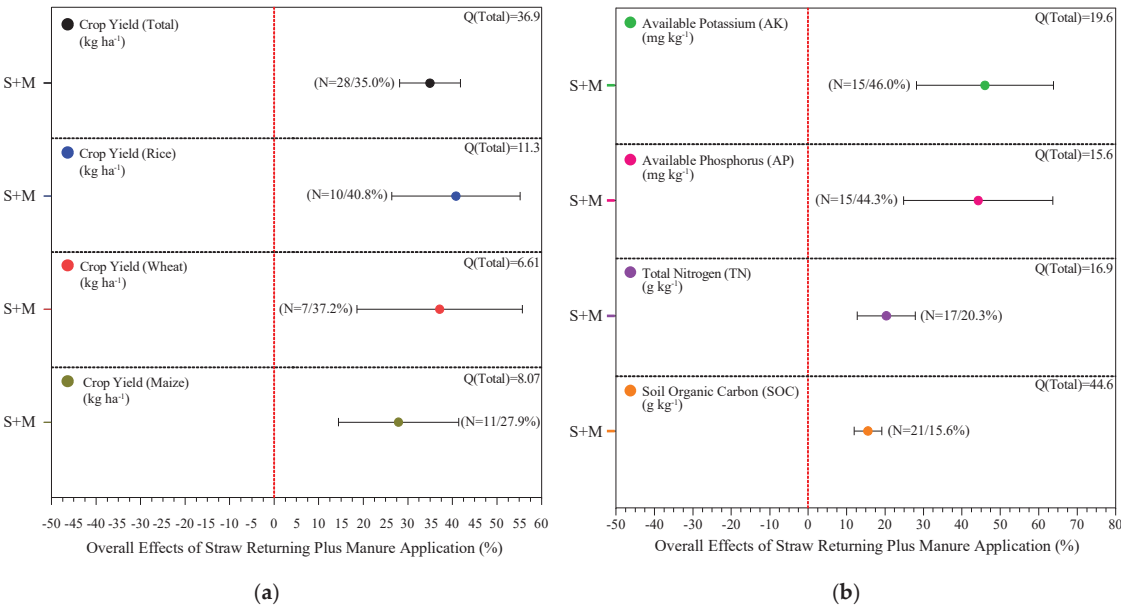 Crop Yield (Total)
(kg ha⁻¹)
Q(Total)=36.9
S+M
(N=28/35.0%)
Crop Yield (Rice)
(kg ha⁻¹)
Q(Total)=11.3
S+M
(N=10/40.8%)
Crop Yield (Wheat)
(kg ha⁻¹)
Q(Total)=6.61
S+M
(N=7/37.2%)
Crop Yield (Maize)
(kg ha⁻¹)
Q(Total)=8.07
S+M
(N=11/27.9%)
-50 -45 -40 -35 -30 -25 -20 -15 -10 -5 0 5 10 15 20 25 30 35 40 45 50 55 60
Overall Effects of Straw Returning Plus Manure Application (%)
(a)
Available Potassium (AK)
(mg kg⁻¹)
Q(Total)=19.6
S+M
(N=15/46.0%)
Available Phosphorus (AP)
(mg kg⁻¹)
Q(Total)=15.6
S+M
(N=15/44.3%)
Total Nitrogen (TN)
(g kg⁻¹)
Q(Total)=16.9
S+M
(N=17/20.3%)
Soil Organic Carbon (SOC)
(g kg⁻¹)
Q(Total)=44.6
S+M
(N=21/15.6%)
-50 -40 -30 -20 -10 0 10 20 30 40 50 60 70 80
Overall Effects of Straw Returning Plus Manure Application (%)
(b)